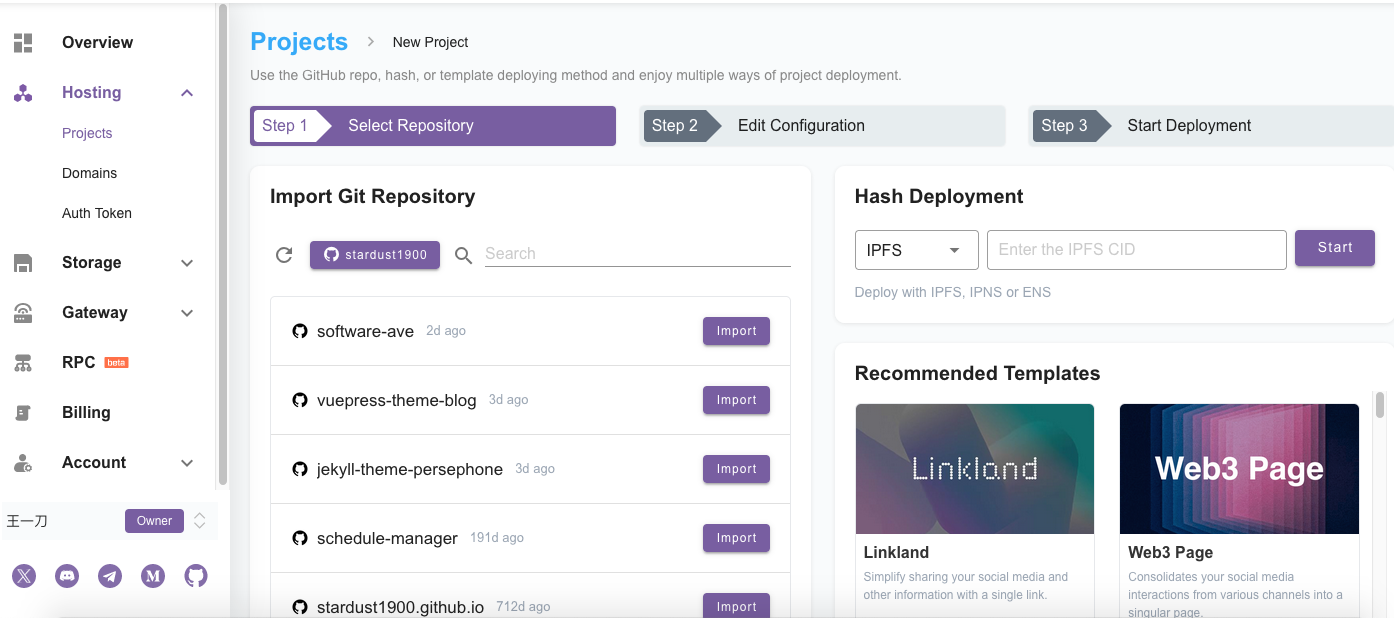 Overview
Hosting
Projects
Domains
Auth Token
Storage
Gateway
RPC beta
Billing
Account
王一刀 Owner
Projects > New Project
Use the GitHub repo, hash, or template deploying method and enjoy multiple ways of project deployment.
Step 1 Select Repository
Step 2 Edit Configuration
Step 3 Start Deployment
Import Git Repository
stardust1900 Search
software-ave 2d ago Import
vuepress-theme-blog 3d ago Import
jekyll-theme-persephone 3d ago Import
schedule-manager 191d ago Import
stardust1900.github.io 712d ago Import
Hash Deployment
IPFS Enter the IPFS CID Start
Deploy with IPFS, IPNS or ENS
Recommended Templates
Linkland
Linkland
Simplify sharing your social media and
other information with a single link.
Web3 Page
Web3 Page
Consolidates your social media
interactions from various channels into a
singular page.